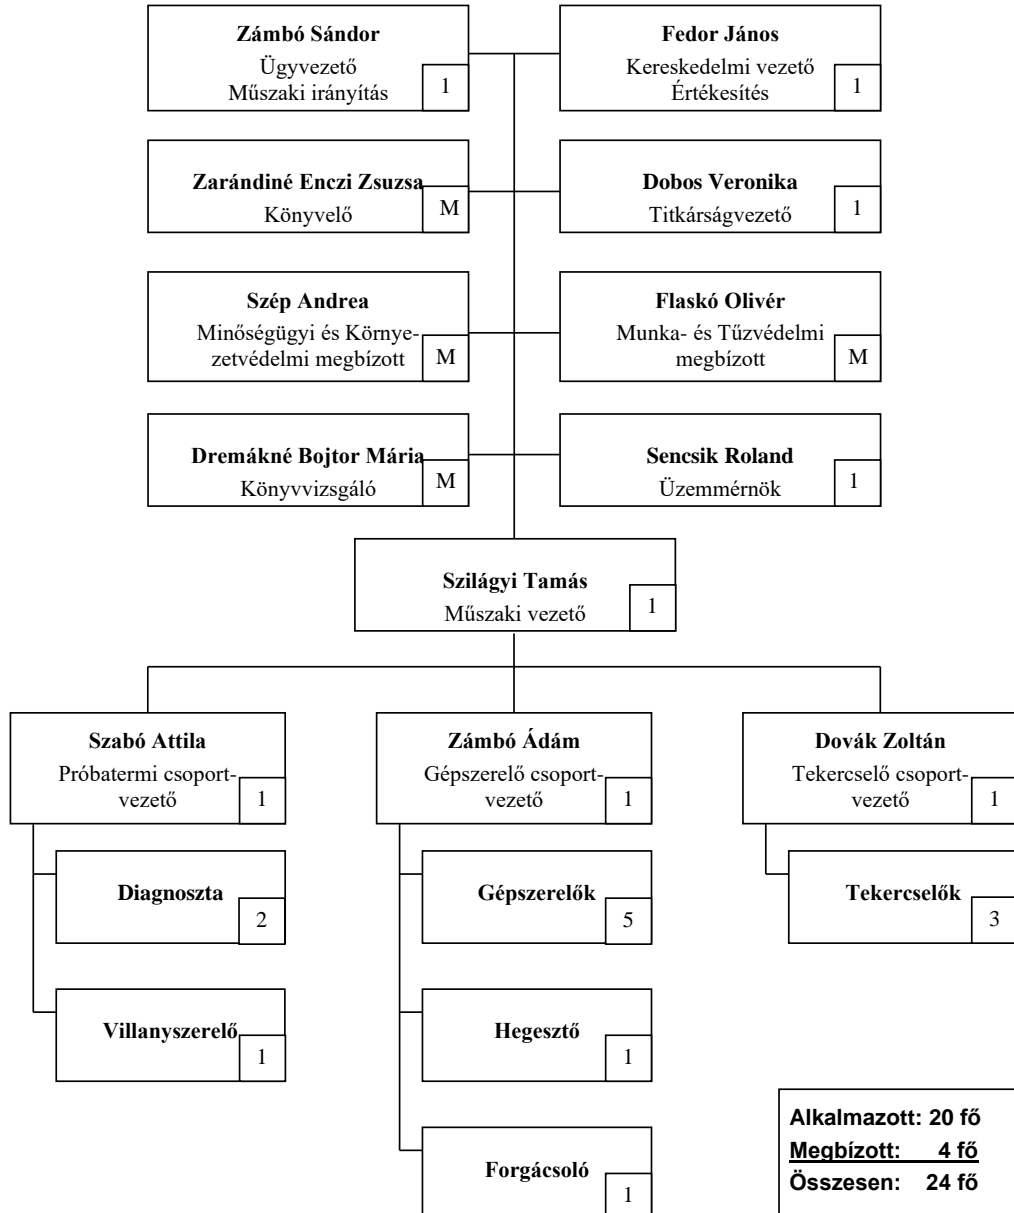 Zámbó Sándor
Ügyvezető
Műszaki irányítás
1
Fedor János
Kereskedelmi vezető
Értékesítés
1
Zarándiné Enczi Zsuzsa
Könyvelő
M
Dobos Veronika
Titkárságvezető
1
Szép Andrea
Minőségügyi és Környe-
zetvédelmi megbízott
M
Flaskó Olivér
Munka- és Tűzvédelmi
megbízott
M
Dremákné Bojtor Mária
Könyvvizsgáló
M
Sencsik Roland
Üzemmérnök
1
Szilágyi Tamás
Műszaki vezető
1
Szabó Attila
Próbatermi csoport-
vezető
1
Zámbó Ádám
Gépszerelő csoport-
vezető
1
Dovák Zoltán
Tekercselő csoport-
vezető
1
Diagnoszta
2
Gépszerelők
5
Tekercselők
3
Villanyszerelő
1
Hegesztő
1
Forgácsoló
1
Alkalmazott: 20 fő
Megbízott: 4 fő
Összesen: 24 fő